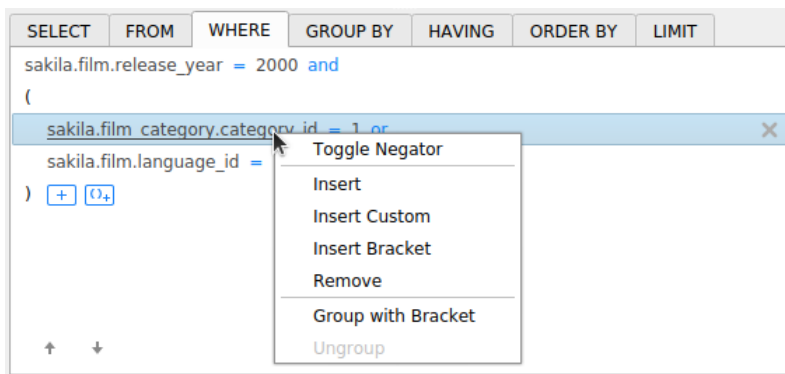 SELECT FROM WHERE GROUP BY HAVING ORDER BY LIMIT
sakila.film.release_year = 2000 and
(
sakila.film_category.category_id = 1 or
sakila.film.language_id =
) + ()+
Toggle Negator
Insert
Insert Custom
Insert Bracket
Remove
Group with Bracket
Ungroup